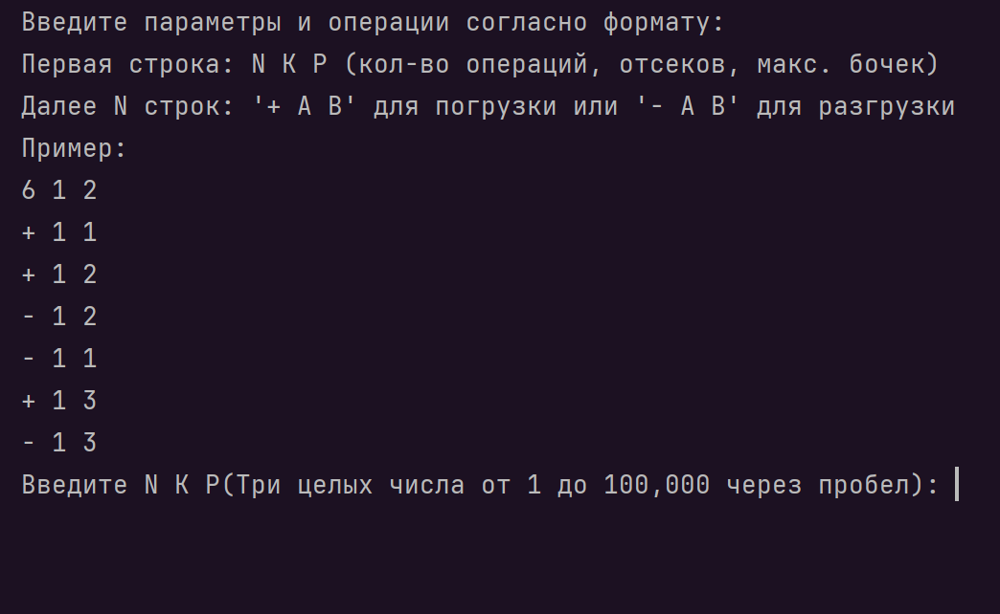 Введите параметры и операции согласно формату:
Первая строка: N K P (кол-во операций, отсеков, макс. бочек)
Далее N строк: '+ A B' для погрузки или '- A B' для разгрузки
Пример:
6 1 2
+ 1 1
+ 1 2
- 1 2
- 1 1
+ 1 3
- 1 3
Введите N K P(Три целых числа от 1 до 100,000 через пробел):